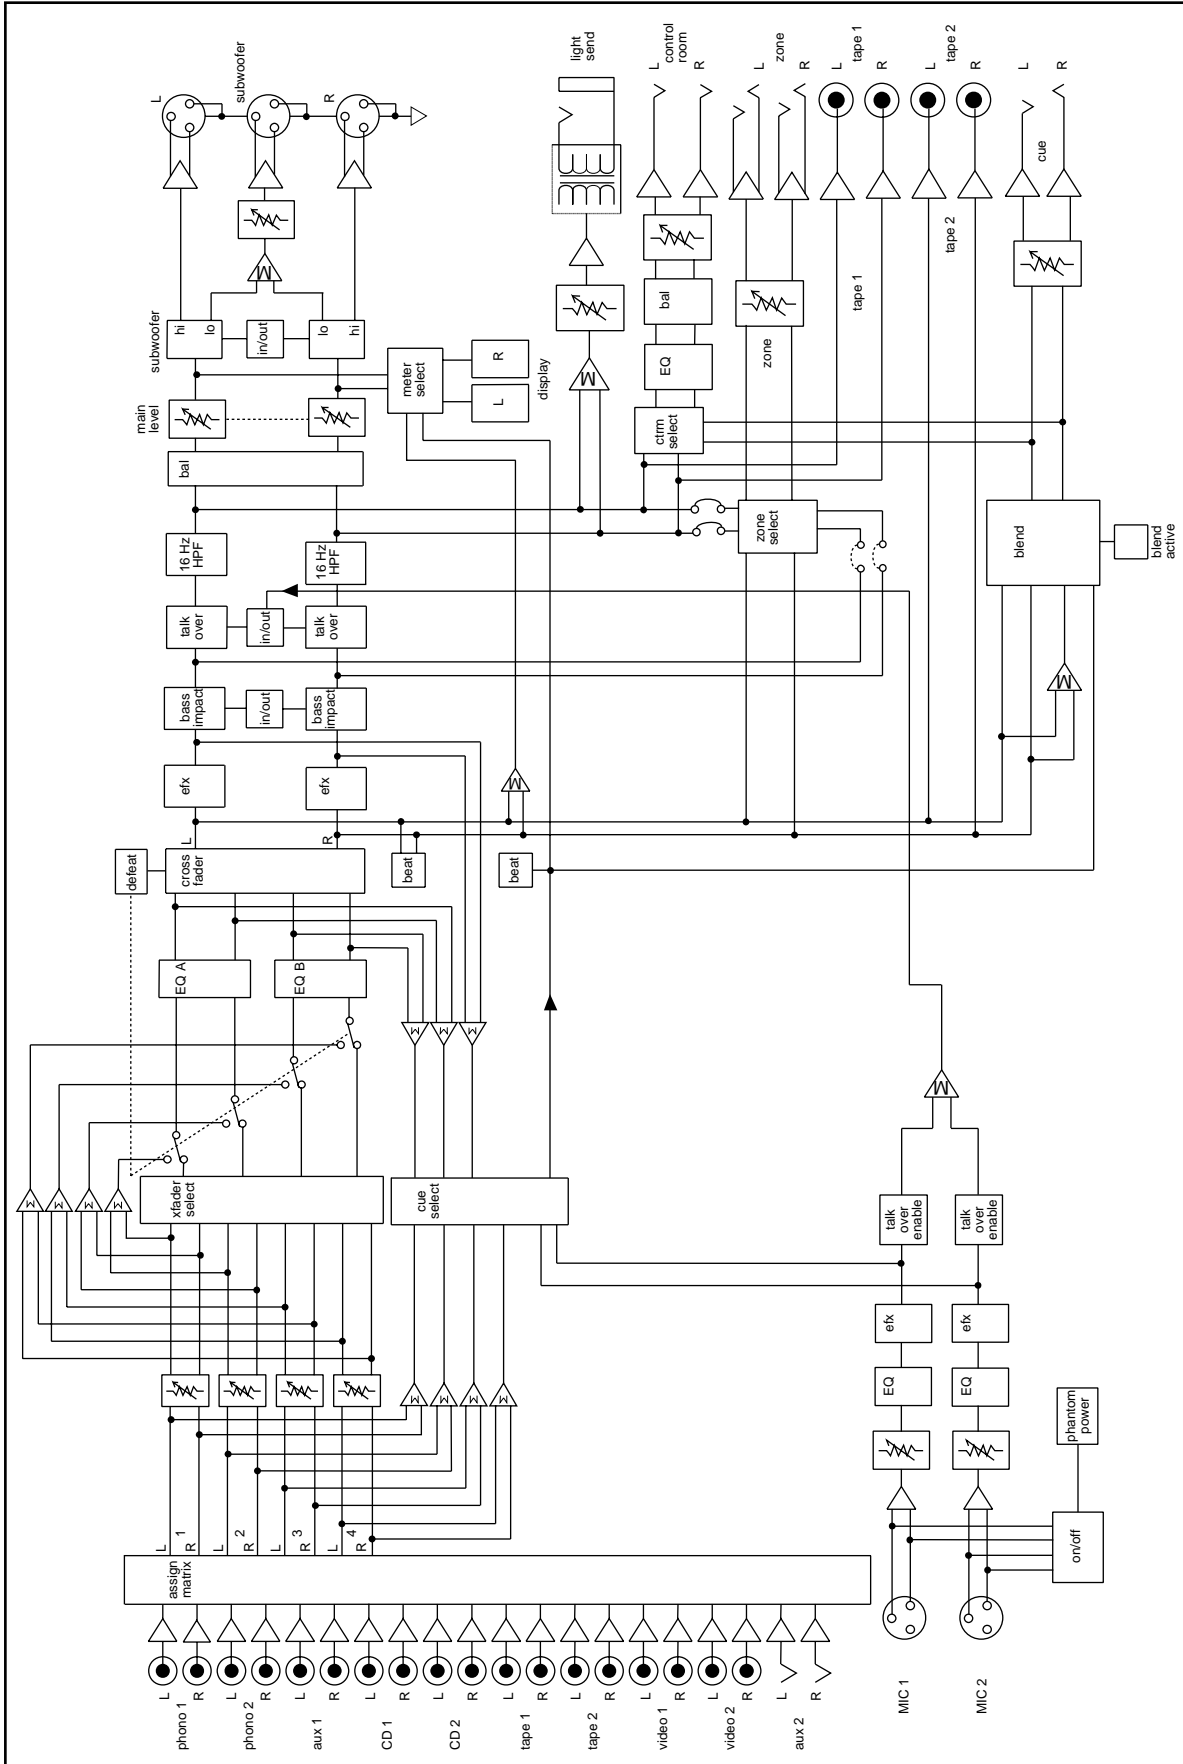 L
phono 1
R
L
phono 2
R
L
aux 1
R
L
CD 1
R
L
CD 2
R
L
tape 1
R
L
tape 2
R
L
video 1
R
L
video 2
R
L
aux 2
R
MIC 1
MIC 2
assign
matrix
L
1
R
L
2
R
L
3
R
L
4
R
on/off
phantom
power
EQ
EQ
efx
efx
talk
over
enable
talk
over
enable
Σ
Σ
Σ
Σ
Σ
Σ
Σ
Σ
Σ
xfader
select
cue
select
Σ
Σ
Σ
EQ A
EQ B
defeat
cross
fader
L
R
beat
beat
efx
efx
Σ
bass
impact
in/out
bass
impact
talk
over
in/out
talk
over
16 Hz
HPF
16 Hz
HPF
bal
main
level
meter
select
L
R
display
subwoofer
hi
lo
in/out
lo
hi
Σ
L
subwoofer
R
Σ
light
send
ctrm
select
EQ
bal
L
control
room
R
zone
select
zone
L
zone
R
tape 1
L
tape 1
R
tape 2
L
tape 2
R
Σ
blend
blend
active
cue
L
R